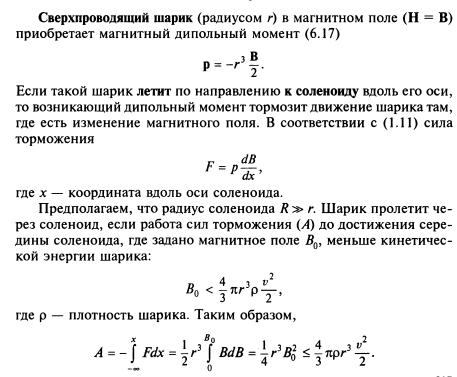 Сверхпроводящий шарик (радиусом r) в магнитном поле (H = B)
приобретает магнитный дипольный момент (6.17)
p = −r³ B/2.
Если такой шарик летит по направлению к соленоиду вдоль его оси,
то возникающий дипольный момент тормозит движение шарика там,
где есть изменение магнитного поля. В соответствии с (1.11) сила
торможения
F = p dB/dx,
где x — координата вдоль оси соленоида.
Предполагаем, что радиус соленоида R ≫ r. Шарик пролетит че-
рез соленоид, если работа сил торможения (A) до достижения сере-
дины соленоида, где задано магнитное поле B₀, меньше кинетичес-
кой энергии шарика:
B₀ < 4/3 πr³ρ v²/2,
где ρ — плотность шарика. Таким образом,
A = −∫_{−∞}^{x} Fdx = 1/2 r³ ∫_{0}^{B₀} BdB = 1/4 r³B₀² ≤ 4/3 πρr³ v²/2.